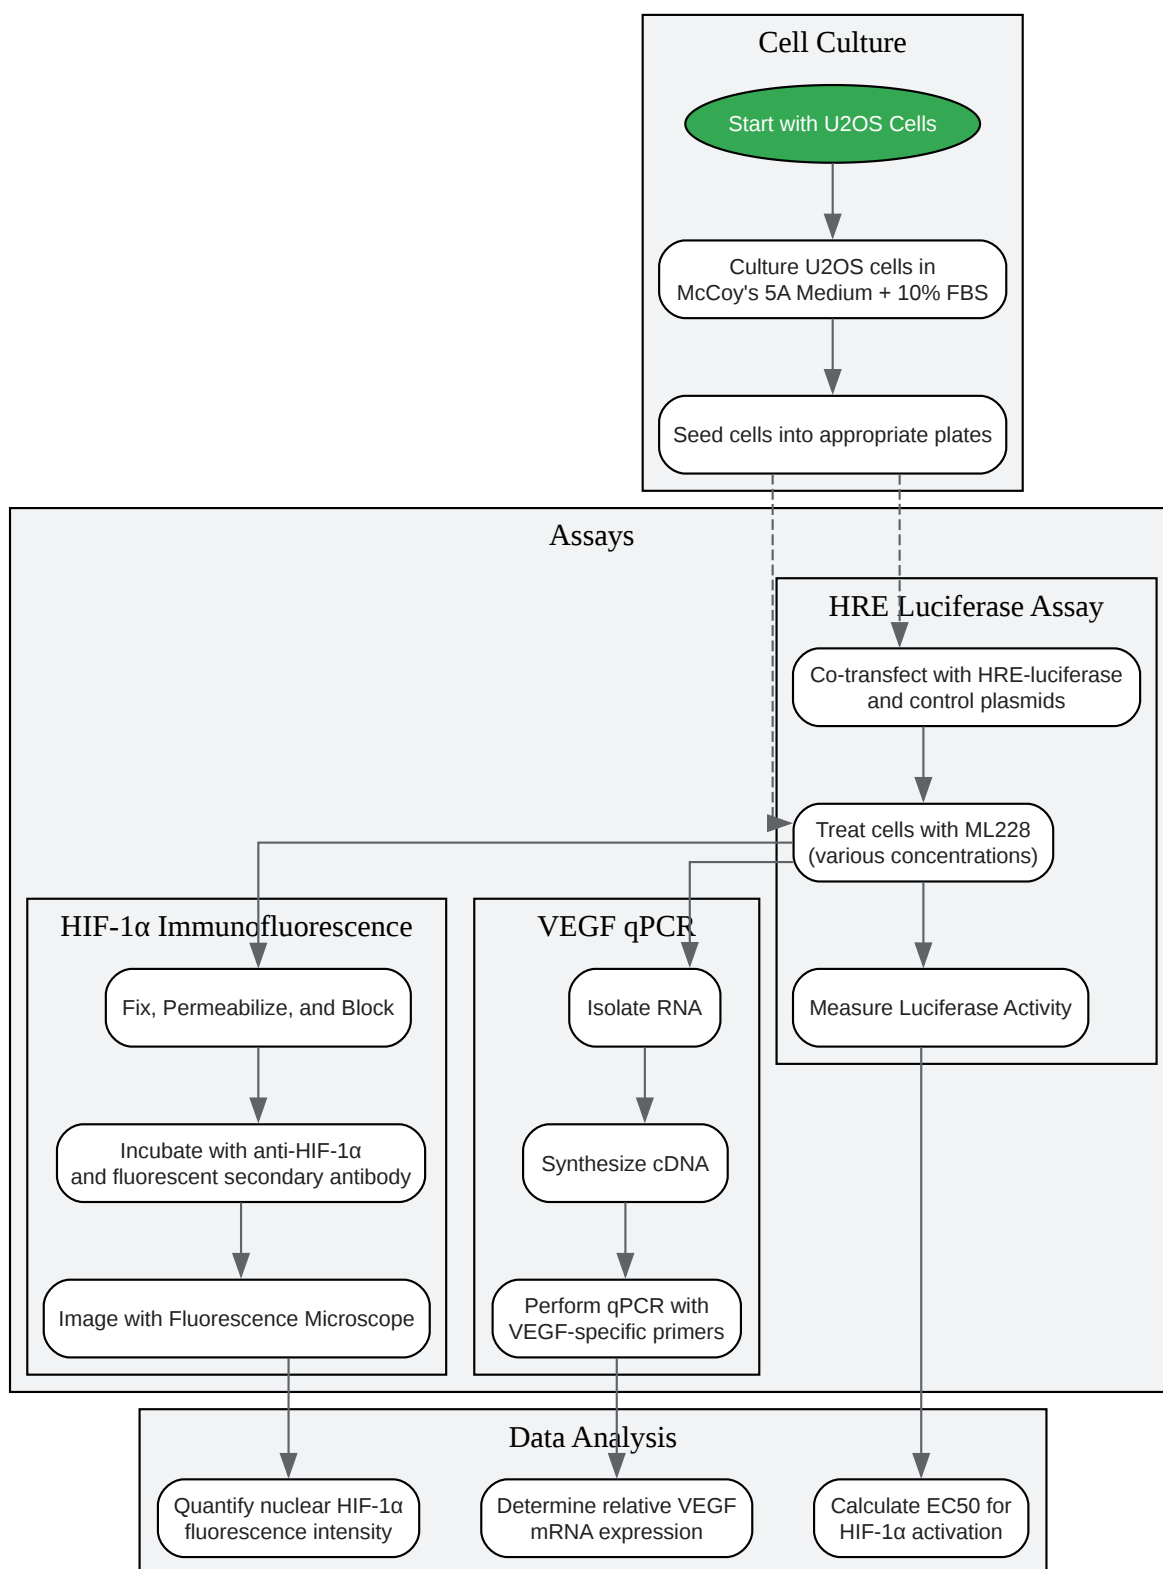 Cell Culture
Start with U2OS Cells
Culture U2OS cells in
McCoy's 5A Medium + 10% FBS
Seed cells into appropriate plates
Assays
HRE Luciferase Assay
Co-transfect with HRE-luciferase
and control plasmids
Treat cells with ML228
(various concentrations)
Measure Luciferase Activity
HIF-1α Immunofluorescence
Fix, Permeabilize, and Block
Incubate with anti-HIF-1α
and fluorescent secondary antibody
Image with Fluorescence Microscope
VEGF qPCR
Isolate RNA
Synthesize cDNA
Perform qPCR with
VEGF-specific primers
Data Analysis
Quantify nuclear HIF-1α
fluorescence intensity
Determine relative VEGF
mRNA expression
Calculate EC50 for
HIF-1α activation